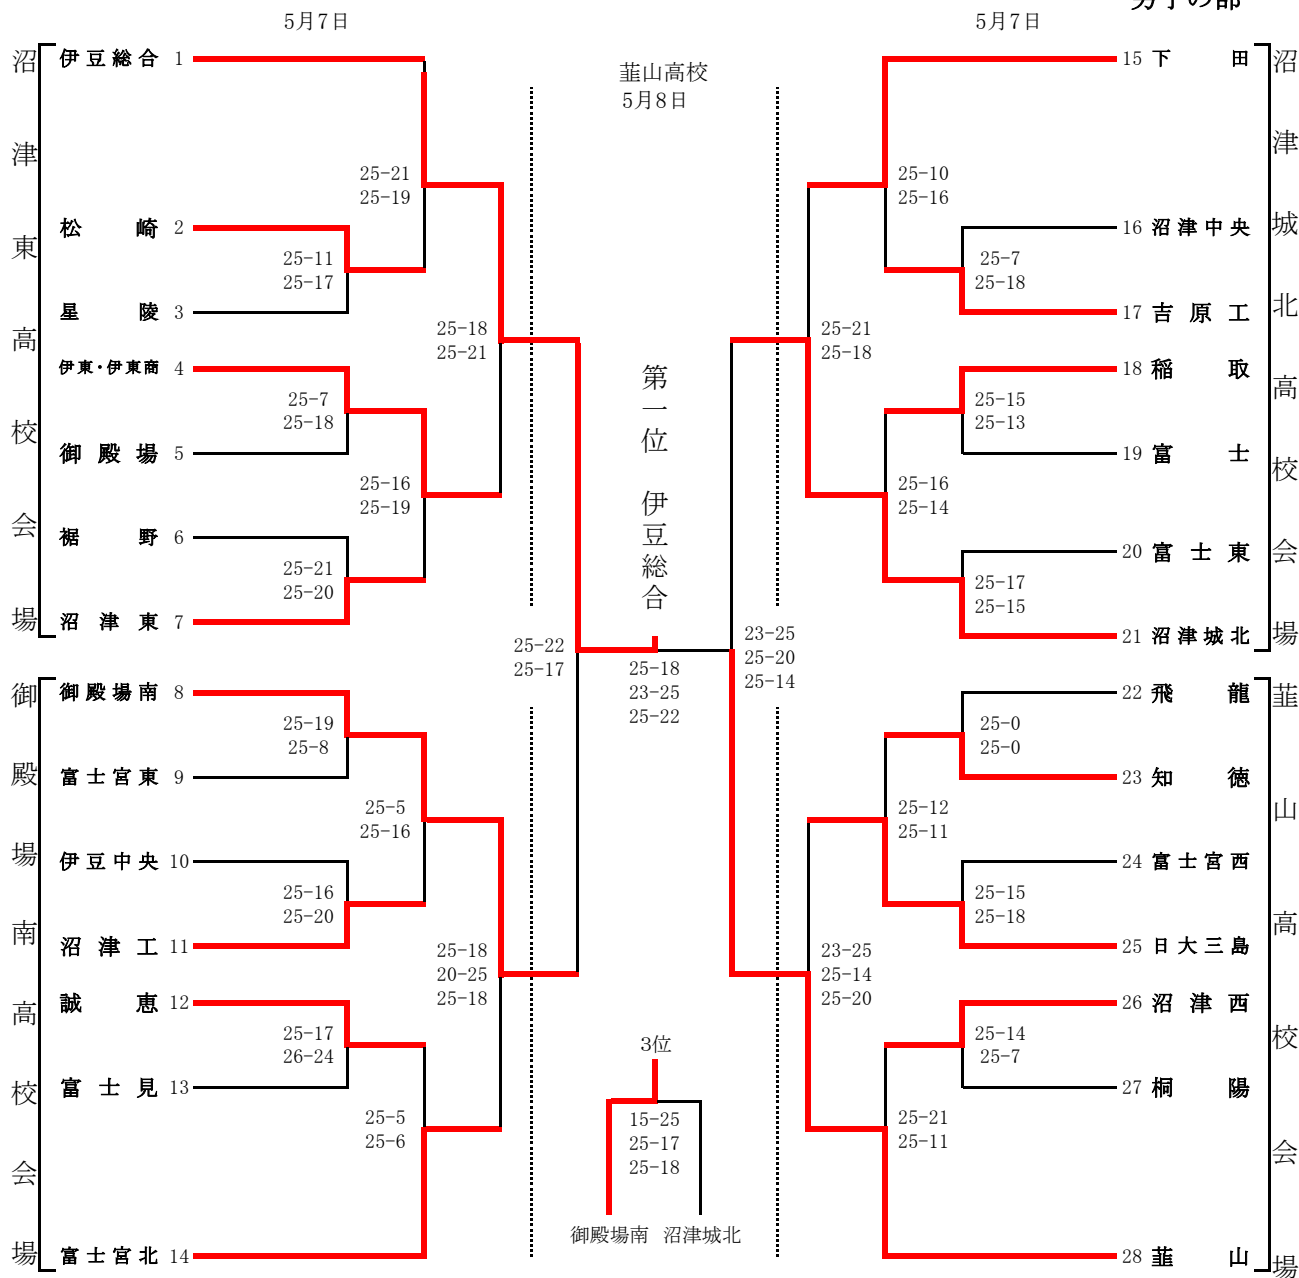 男子の部
5月7日
5月7日
韮山高校
5月8日
沼津東高校会場
伊豆総合 1
松崎 2
星陵 3
伊東・伊東商 4
御殿場 5
裾野 6
沼津東 7
25-21
25-19
25-11
25-17
25-7
25-18
25-16
25-19
25-21
25-20
25-18
25-21
御殿場南高校会場
御殿場南 8
富士宮東 9
伊豆中央 10
沼津工 11
誠恵 12
富士見 13
富士宮北 14
25-19
25-8
25-5
25-16
25-16
25-20
25-18
20-25
25-18
25-17
26-24
25-5
25-6
25-22
25-17
第一位 伊豆総合
25-18
23-25
25-22
23-25
25-20
25-14
3位
15-25
25-17
25-18
御殿場南 沼津城北
沼津城北高校会場
15 下田
16 沼津中央
17 吉原工
18 稲取
19 富士
20 富士東
21 沼津城北
25-10
25-16
25-7
25-18
25-21
25-18
25-15
25-13
25-16
25-14
25-17
25-15
韮山高校会場
22 飛龍
23 知徳
24 富士宮西
25 日大三島
26 沼津西
27 桐陽
28 韮山
25-0
25-0
25-12
25-11
25-15
25-18
23-25
25-14
25-20
25-14
25-7
25-21
25-11